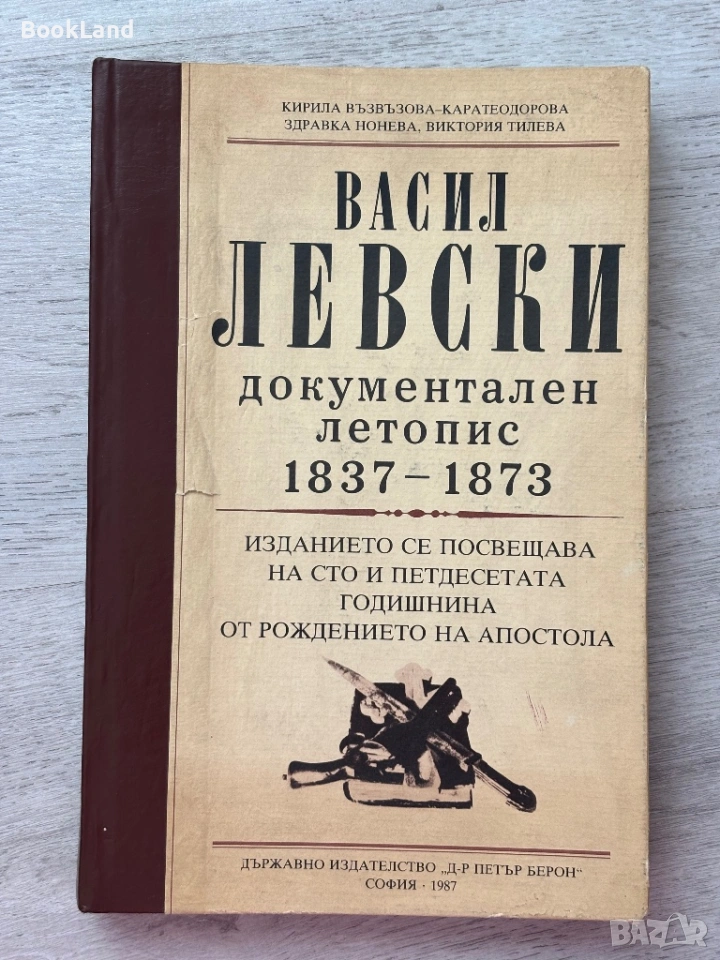 BookLand
КИРИЛА ВЪЗВЪЗОВА–КАРАТЕОДОРОВА
ЗДРАВКА НОНЕВА, ВИКТОРИЯ ТИЛЕВА
ВАСИЛ
ЛЕВСКИ
документален
летопис
1837 – 1873
ИЗДАНИЕТО СЕ ПОСВЕЩАВА
НА СТО И ПЕТДЕСЕТАТА
ГОДИШНИНА
ОТ РОЖДЕНИЕТО НА АПОСТОЛА
ДЪРЖАВНО ИЗДАТЕЛСТВО „Д-Р ПЕТЪР БЕРОН“
СОФИЯ · 1987
BAZAR